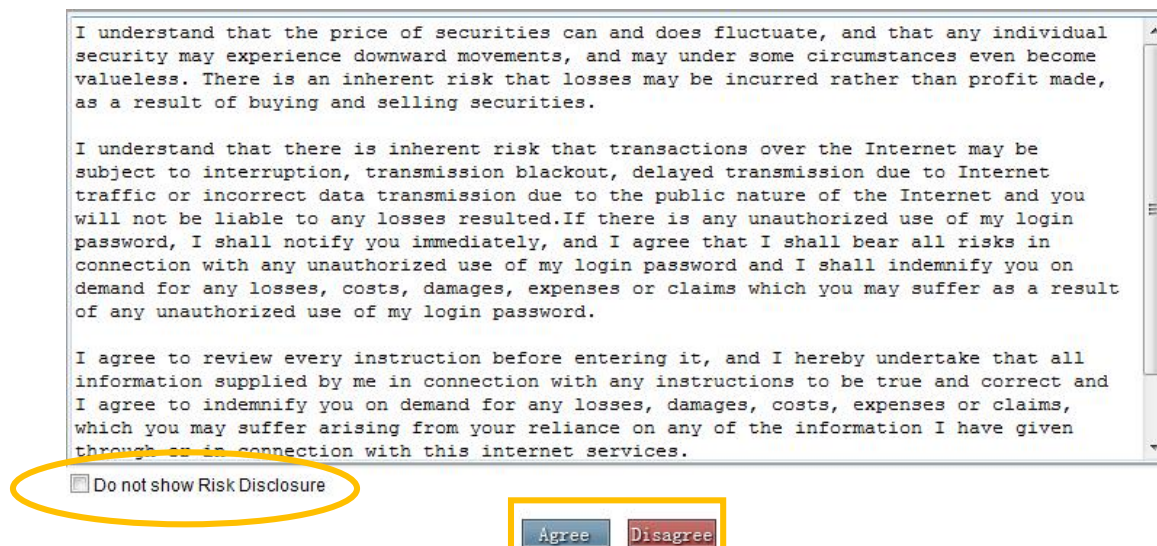 I understand that the price of securities can and does fluctuate, and that any individual
security may experience downward movements, and may under some circumstances even become
valueless. There is an inherent risk that losses may be incurred rather than profit made,
as a result of buying and selling securities.
I understand that there is inherent risk that transactions over the Internet may be
subject to interruption, transmission blackout, delayed transmission due to Internet
traffic or incorrect data transmission due to the public nature of the Internet and you
will not be liable to any losses resulted.If there is any unauthorized use of my login
password, I shall notify you immediately, and I agree that I shall bear all risks in
connection with any unauthorized use of my login password and I shall indemnify you on
demand for any losses, costs, damages, expenses or claims which you may suffer as a result
of any unauthorized use of my login password.
I agree to review every instruction before entering it, and I hereby undertake that all
information supplied by me in connection with any instructions to be true and correct and
I agree to indemnify you on demand for any losses, damages, costs, expenses or claims,
which you may suffer arising from your reliance on any of the information I have given
through or in connection with this internet services.
Do not show Risk Disclosure
Agree Disagree